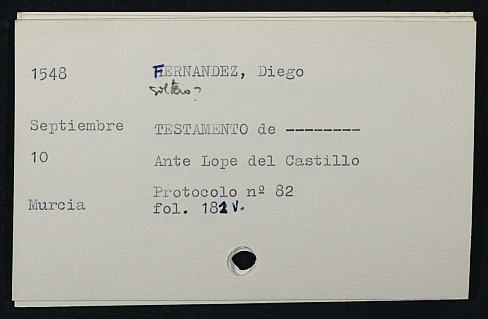 1548 FERNANDEZ, Diego
soltero?
Septiembre TESTAMENTO de --------
10 Ante Lope del Castillo
Protocolo nº 82
Murcia fol. 182 v.